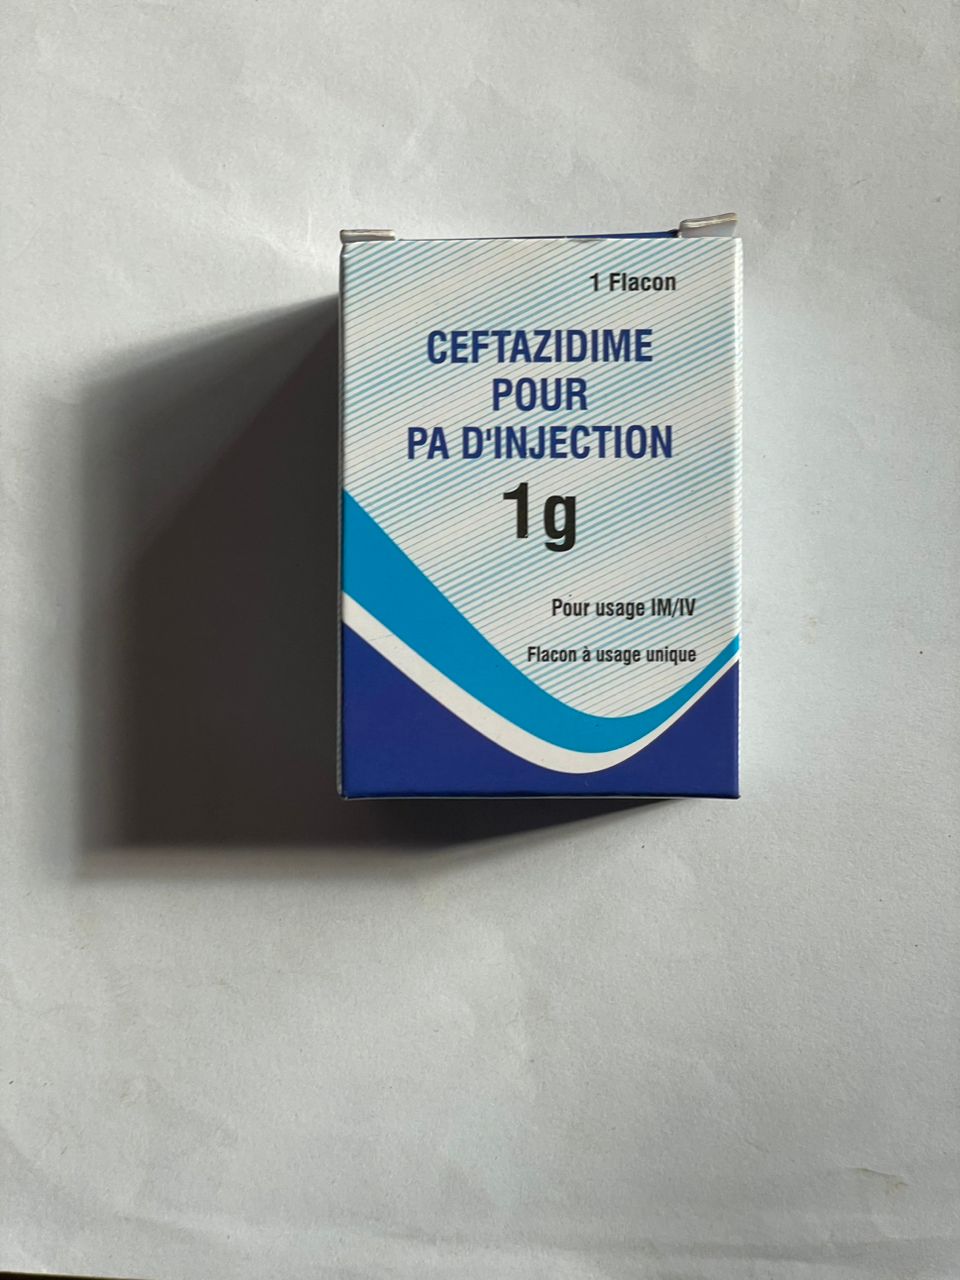 1 Flacon
CEFTAZIDIME
POUR
PA D'INJECTION
1g
Pour usage IM/IV
Flacon à usage unique